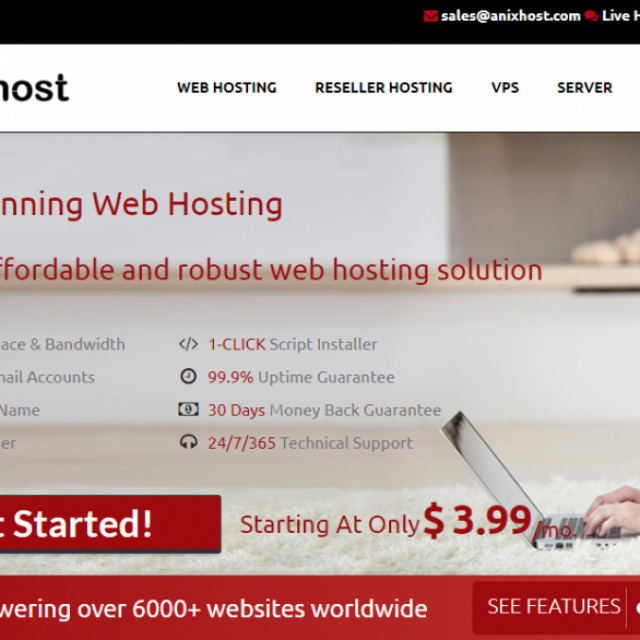 sales@anixhost.com Live H
host
WEB HOSTING RESELLER HOSTING VPS SERVER
nning Web Hosting
ffordable and robust web hosting solution
ace & Bandwidth
</> 1-CLICK Script Installer
ail Accounts
99.9% Uptime Guarantee
Name
30 Days Money Back Guarantee
er
24/7/365 Technical Support
t Started!
Starting At Only $ 3.99/mo.
wering over 6000+ websites worldwide
SEE FEATURES